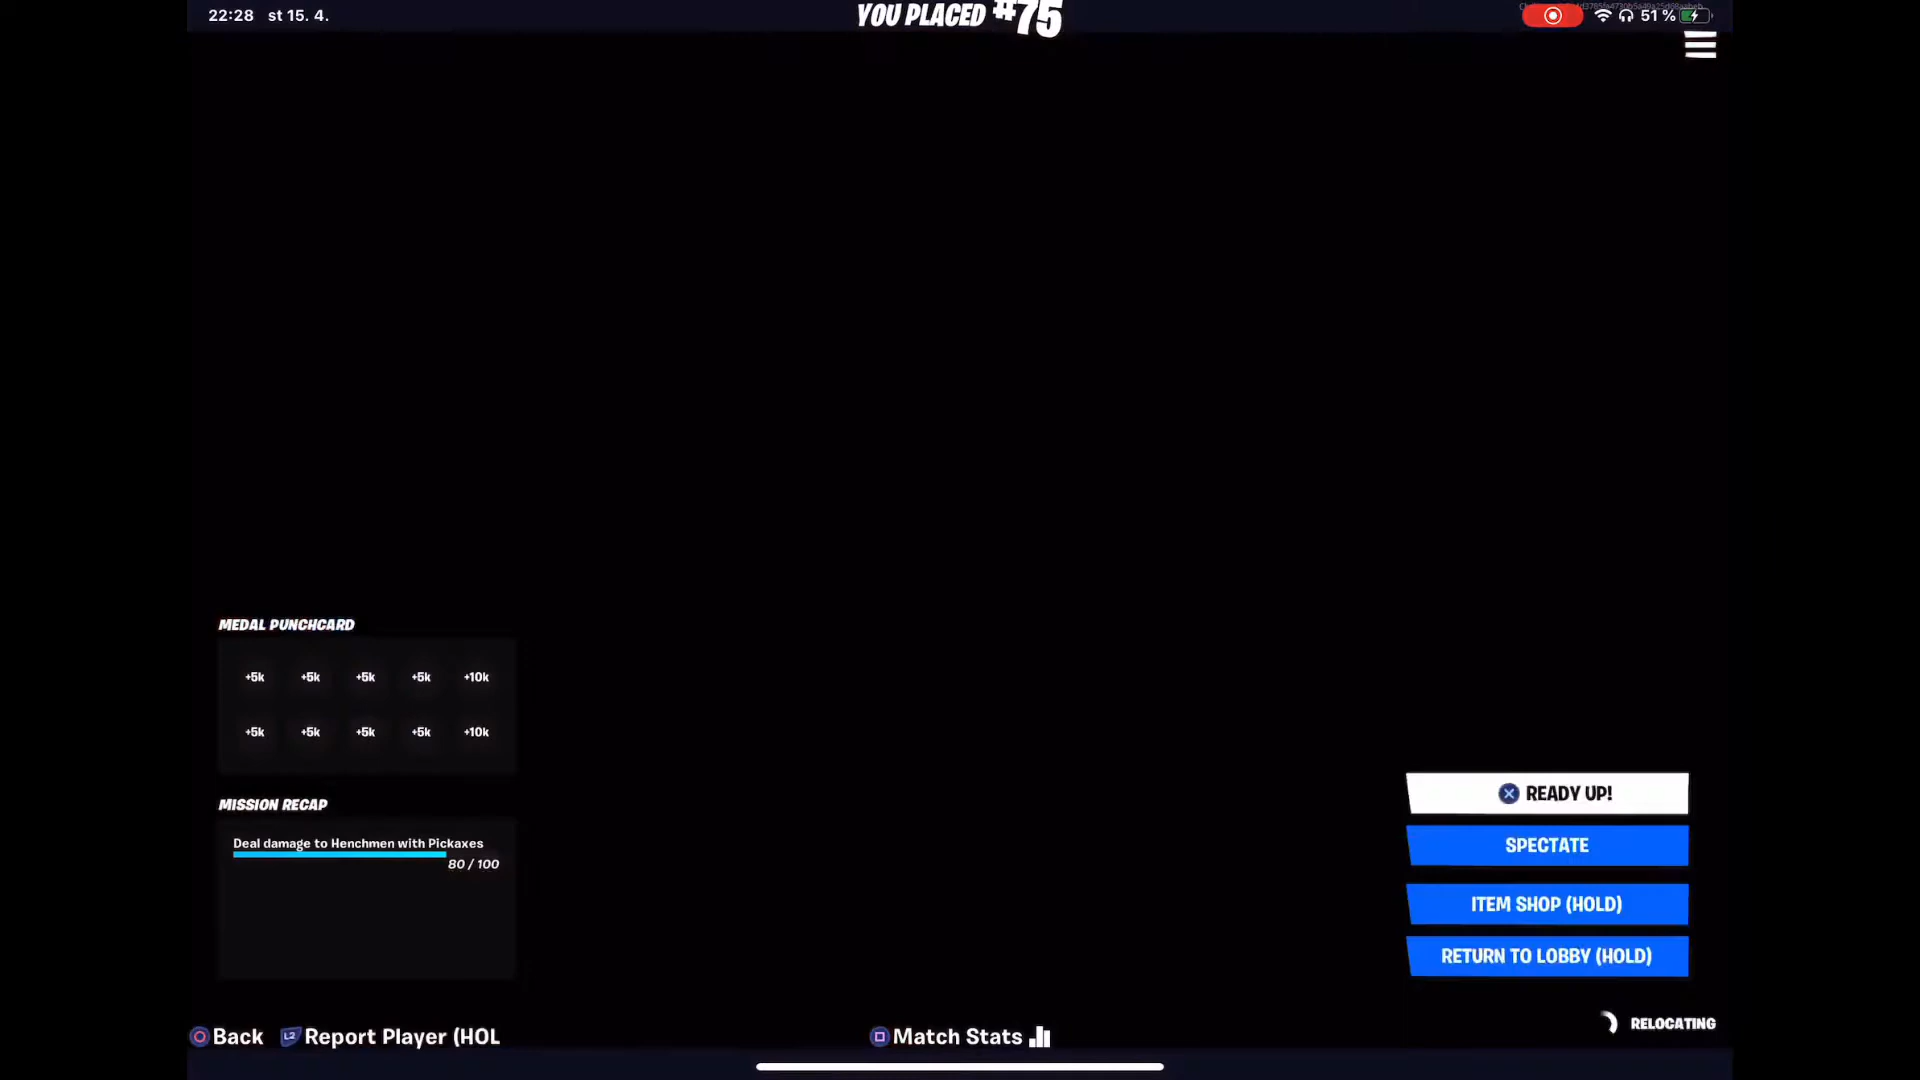 22:28 st 15. 4.
YOU PLACED #75
51 %
MEDAL PUNCHCARD
+5k +5k +5k +5k +10k
+5k +5k +5k +5k +10k
MISSION RECAP
Deal damage to Henchmen with Pickaxes
80 / 100
READY UP!
SPECTATE
ITEM SHOP (HOLD)
RETURN TO LOBBY (HOLD)
RELOCATING
Back L2 Report Player (HOL
Match Stats